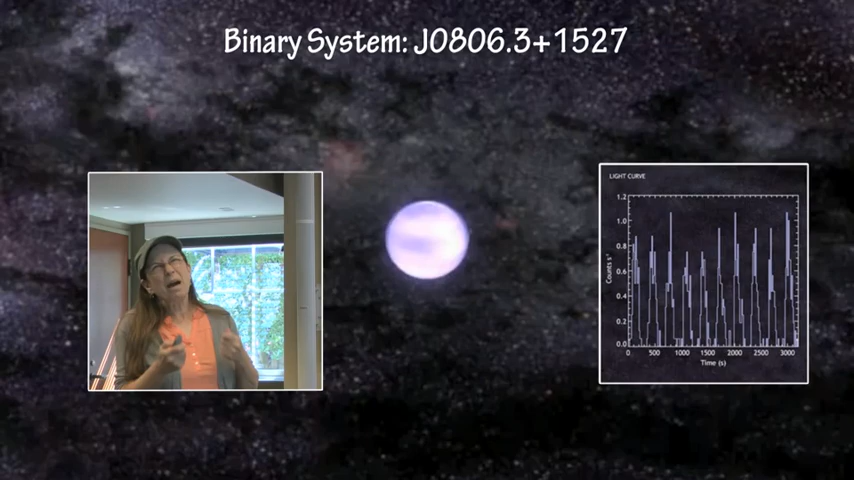 Binary System: J0806.3+1527
LIGHT CURVE
1.2
1.0
0.8
0.6
0.4
0.2
0.0
Counts s⁻¹
0 500 1000 1500 2000 2500 3000
Time (s)